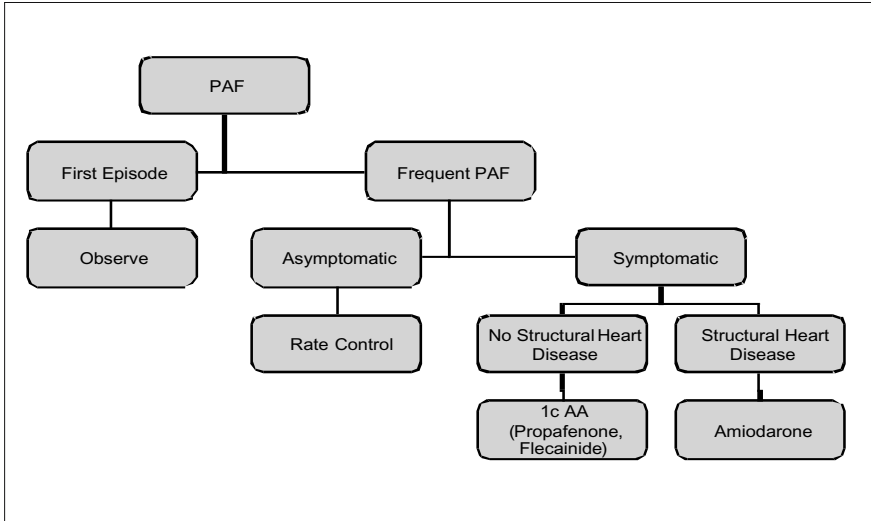 PAF
First Episode
Frequent PAF
Observe
Asymptomatic
Symptomatic
Rate Control
No Structural Heart
Disease
Structural Heart
Disease
1c AA
(Propafenone,
Flecainide)
Amiodarone